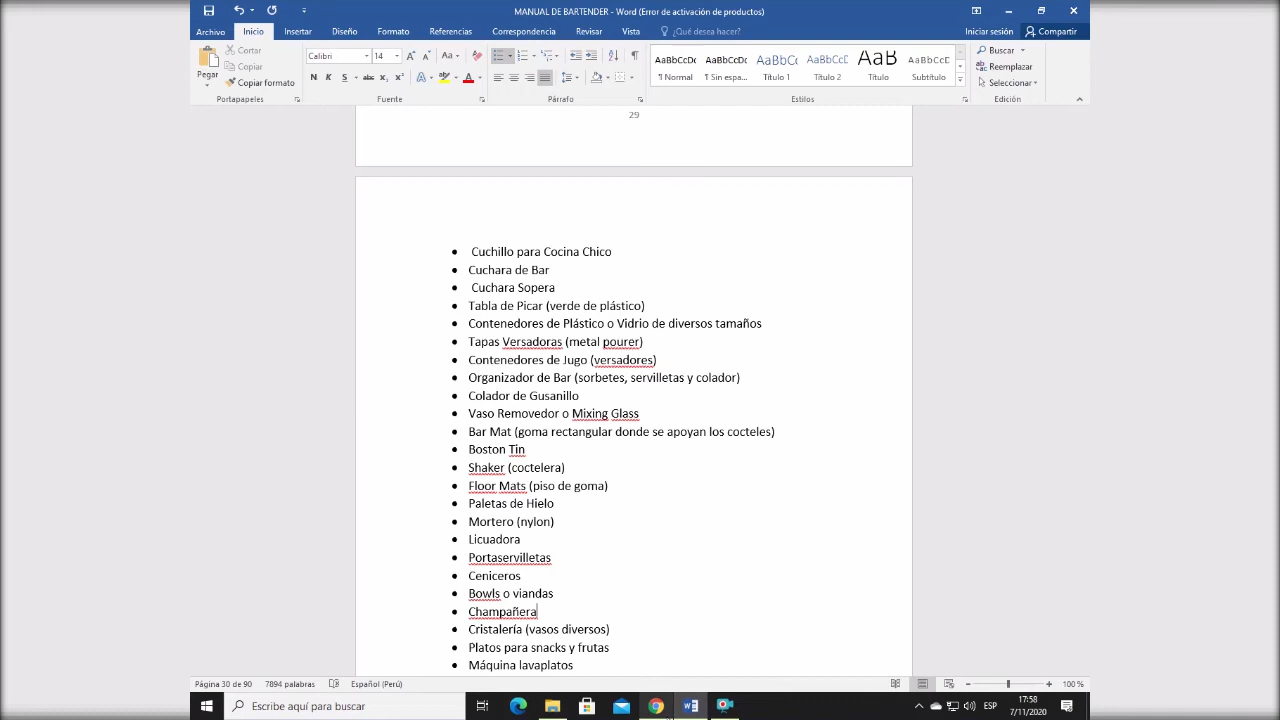 MANUAL DE BARTENDER - Word (Error de activación de productos)
Archivo Inicio Insertar Diseño Formato Referencias Correspondencia Revisar Vista ¿Qué desea hacer? Iniciar sesión Compartir
Pegar
Cortar
Copiar
Copiar formato
Portapapeles
Calibri 14
N K S abc x₂ x²
Fuente
Párrafo
AaBbCcDc AaBbCcDc AaBbCc AaBbCcD AaB AaBbCcD
¶ Normal ¶ Sin espa... Título 1 Título 2 Título Subtítulo
Estilos
Buscar
Reemplazar
Seleccionar
Edición
29
• Cuchillo para Cocina Chico
• Cuchara de Bar
• Cuchara Sopera
• Tabla de Picar (verde de plástico)
• Contenedores de Plástico o Vidrio de diversos tamaños
• Tapas Versadoras (metal pourer)
• Contenedores de Jugo (versadores)
• Organizador de Bar (sorbetes, servilletas y colador)
• Colador de Gusanillo
• Vaso Removedor o Mixing Glass
• Bar Mat (goma rectangular donde se apoyan los cocteles)
• Boston Tin
• Shaker (coctelera)
• Floor Mats (piso de goma)
• Paletas de Hielo
• Mortero (nylon)
• Licuadora
• Portaservilletas
• Ceniceros
• Bowls o viandas
• Champañera
• Cristalería (vasos diversos)
• Platos para snacks y frutas
• Máquina lavaplatos
Página 30 de 90 7894 palabras Español (Perú) 100 %
Escribe aquí para buscar
ESP
17:58
7/11/2020